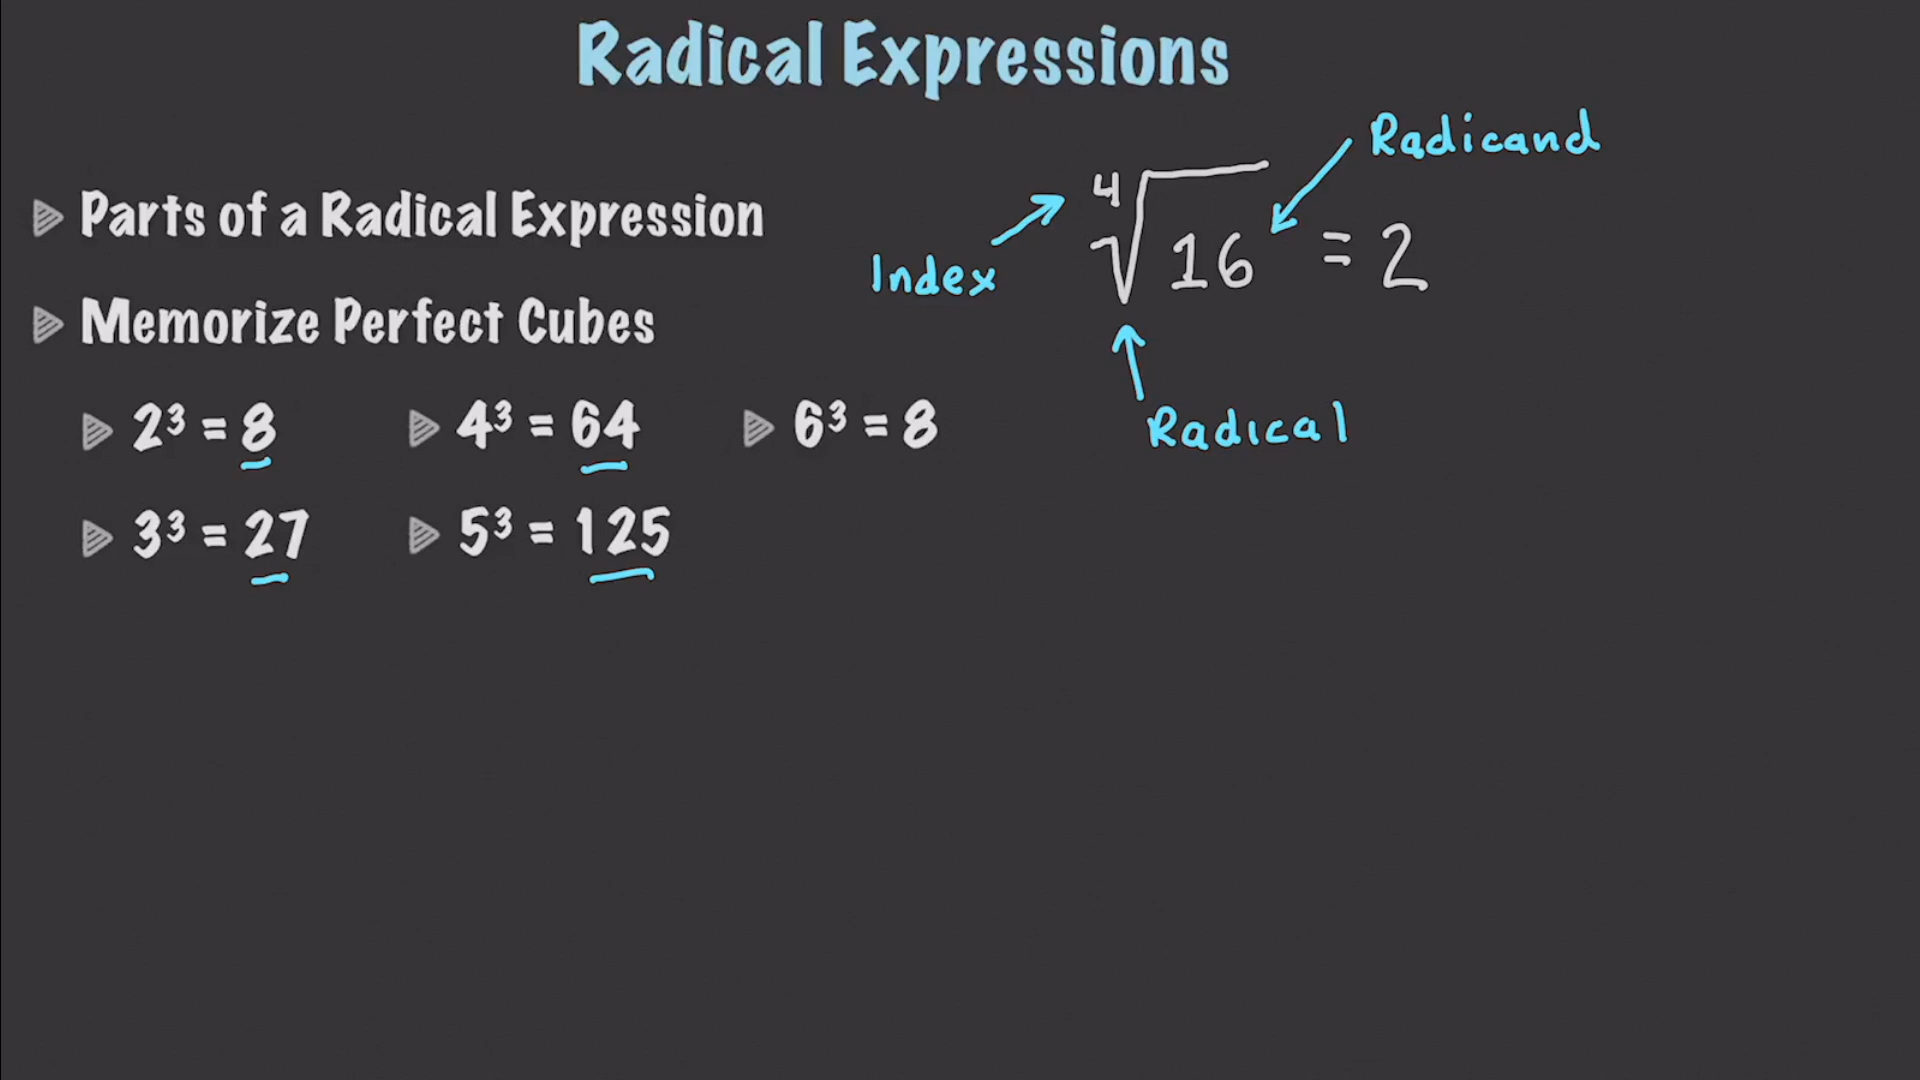 Radical Expressions
Parts of a Radical Expression
Memorize Perfect Cubes
2³ = 8
4³ = 64
6³ = 8
3³ = 27
5³ = 125
Radicand
⁴√16 = 2
Index
Radical